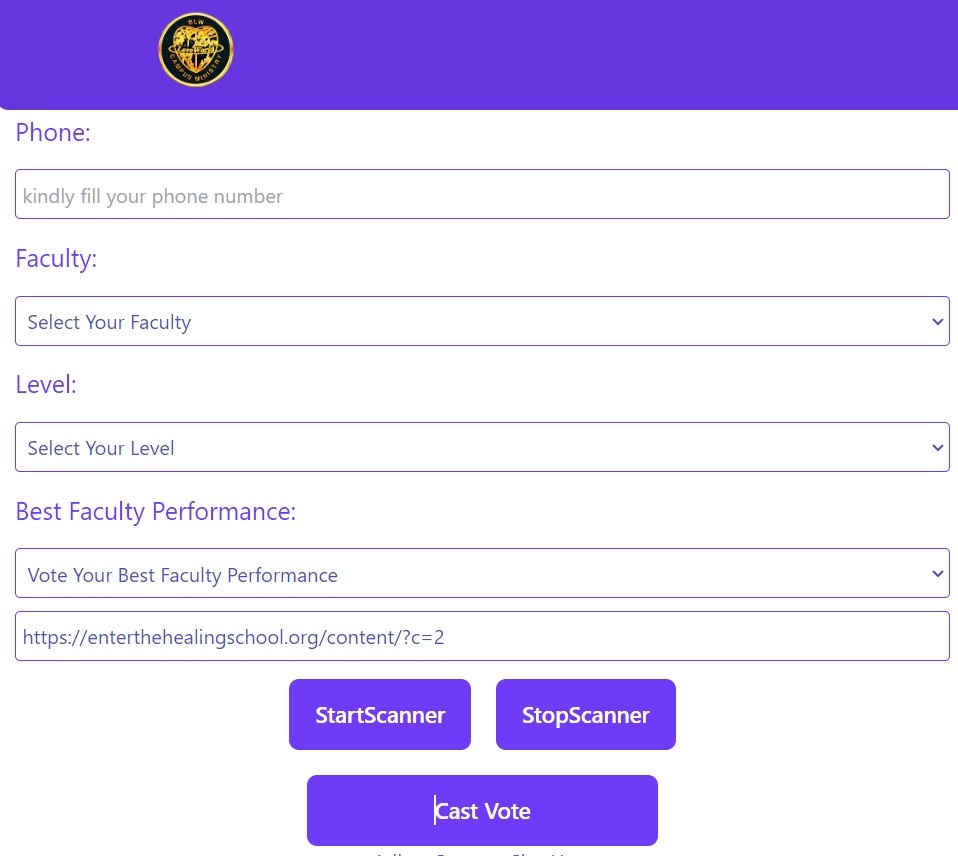 BLW
LoveWorld
CAMPUS MINISTRY
Phone:
kindly fill your phone number
Faculty:
Select Your Faculty
Level:
Select Your Level
Best Faculty Performance:
Vote Your Best Faculty Performance
https://enterthehealingschool.org/content/?c=2
StartScanner StopScanner
Cast Vote